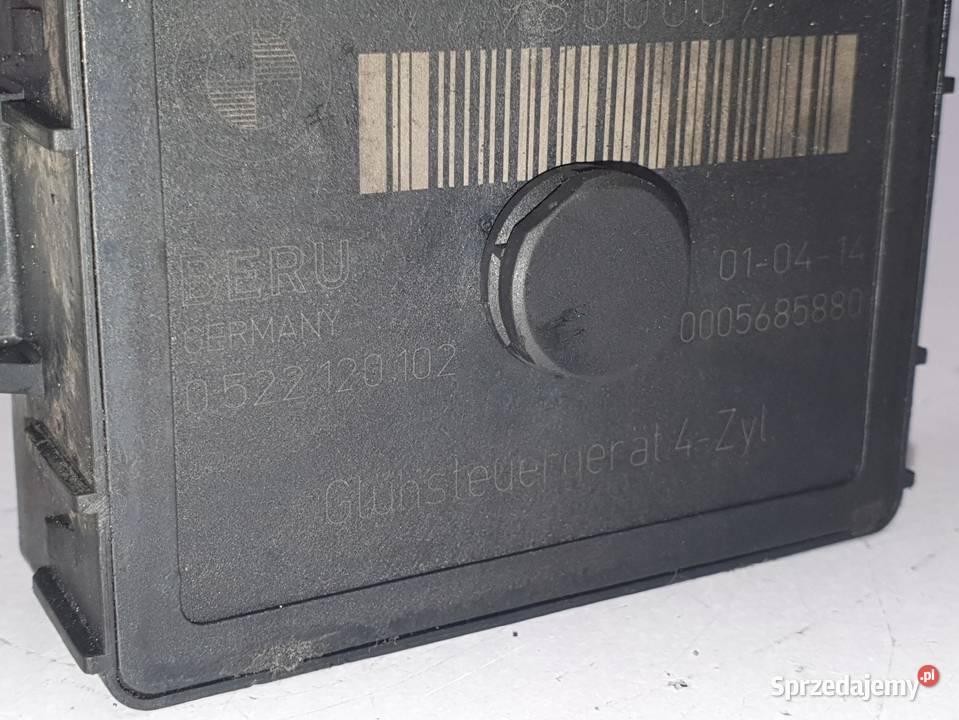 BERU
GERMANY
0 522 120 102
01-04-14
0005685880
Glühsteuergerät 4-Zyl.
Sprzedajemy.pl